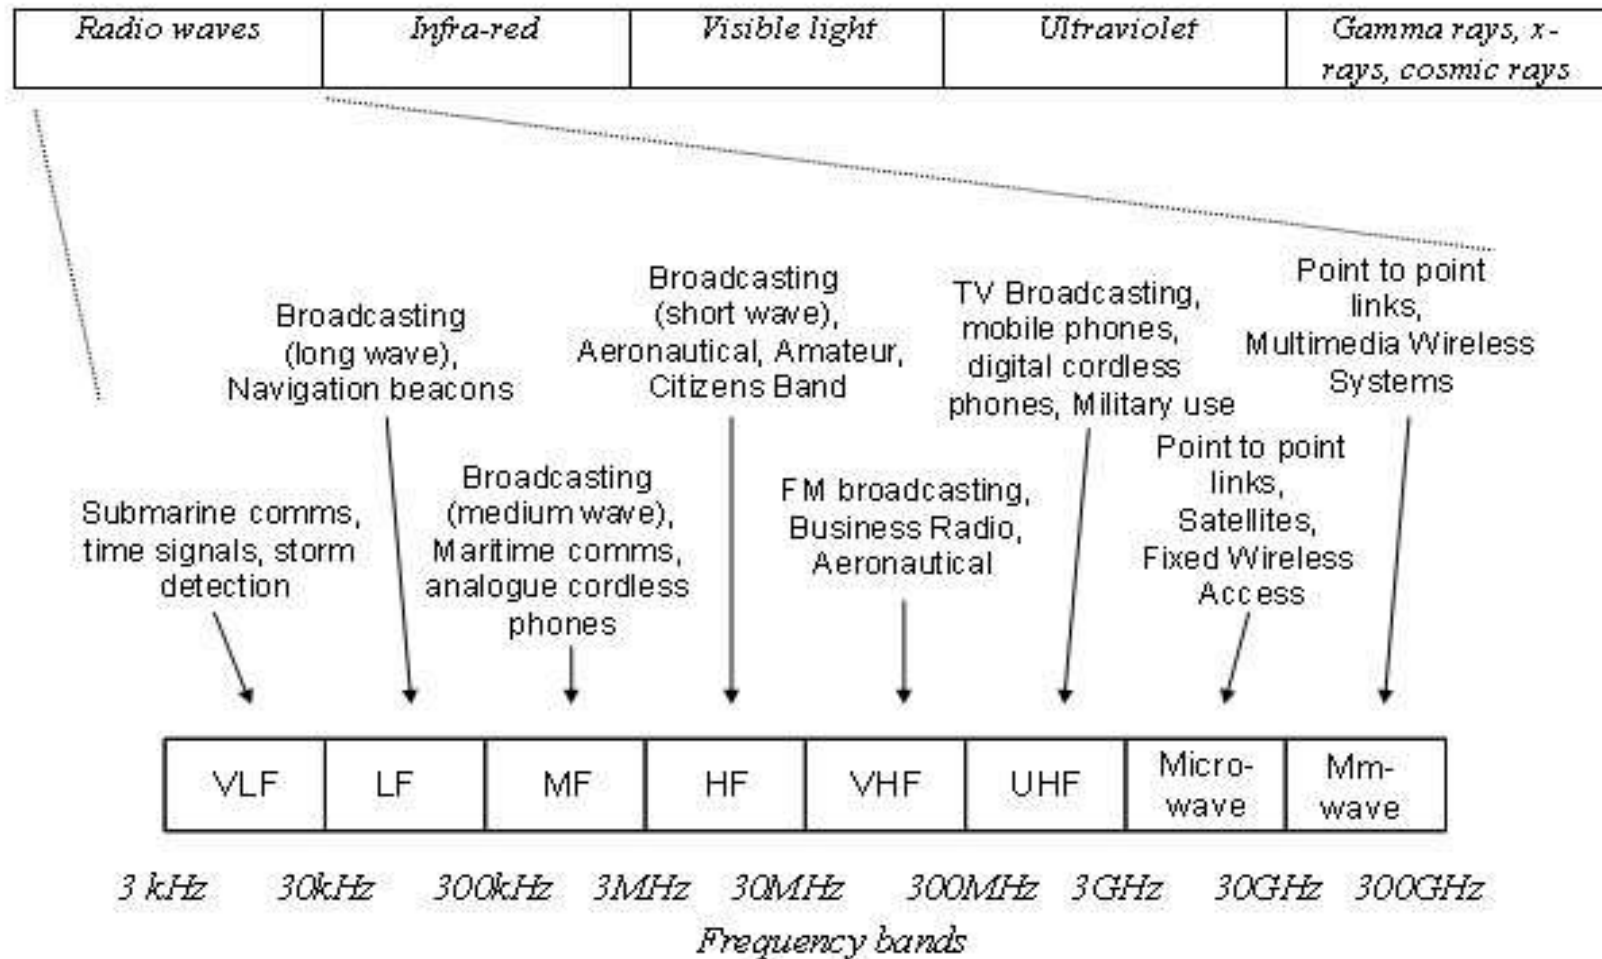 Radio waves
Infra-red
Visible light
Ultraviolet
Gamma rays, x-
rays, cosmic rays
Broadcasting
(long wave),
Navigation beacons
Broadcasting
(short wave),
Aeronautical, Amateur,
Citizens Band
TV Broadcasting,
mobile phones,
digital cordless
phones, Military use
Point to point
links,
Multimedia Wireless
Systems
Submarine comms,
time signals, storm
detection
Broadcasting
(medium wave),
Maritime comms,
analogue cordless
phones
FM broadcasting,
Business Radio,
Aeronautical
Point to point
links,
Satellites,
Fixed Wireless
Access
VLF
LF
MF
HF
VHF
UHF
Micro-
wave
Mm-
wave
3 kHz
30kHz
300kHz
3MHz
30MHz
300MHz
3GHz
30GHz
300GHz
Frequency bands